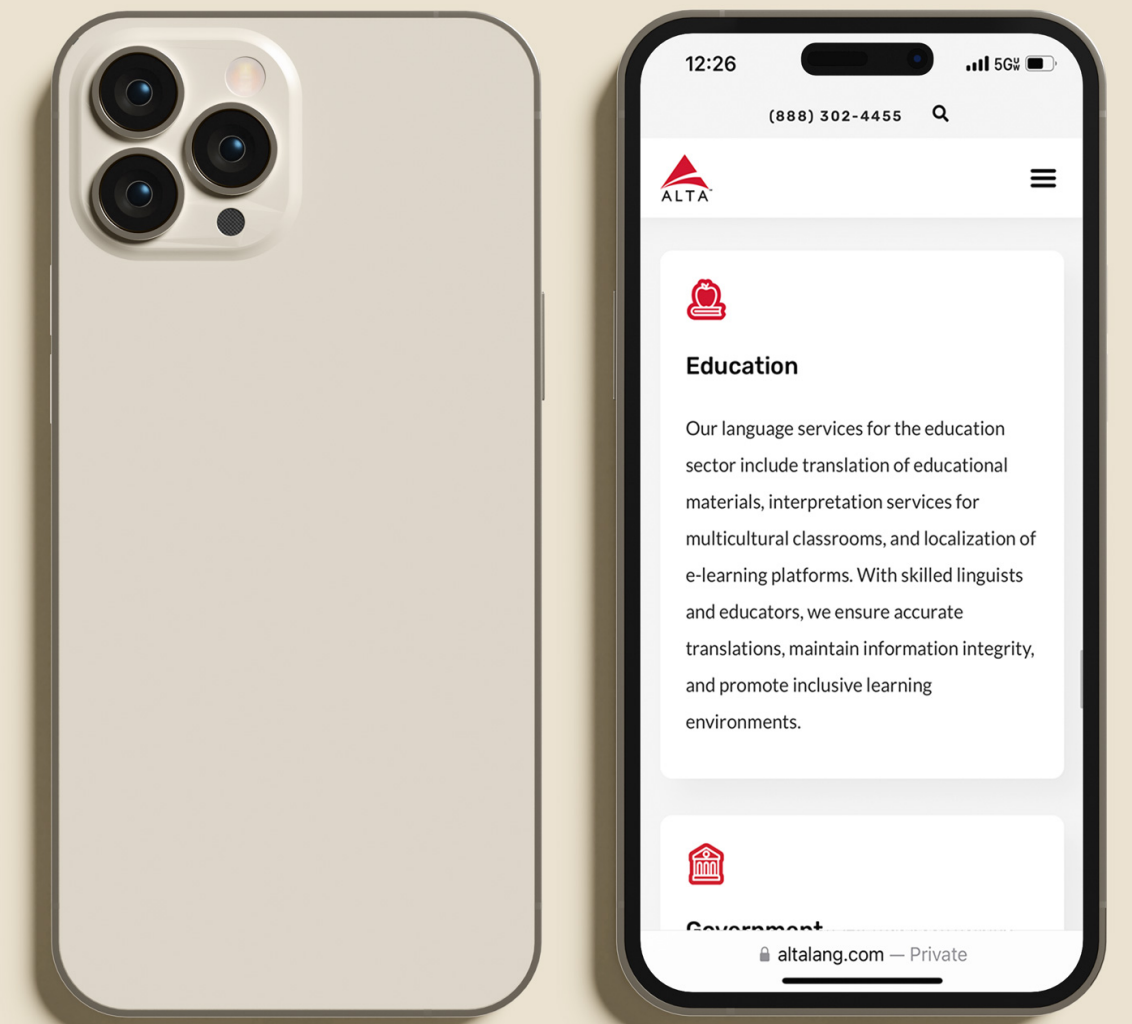 12:26
5GUW
(888) 302-4455
ALTA
Education
Our language services for the education
sector include translation of educational
materials, interpretation services for
multicultural classrooms, and localization of
e-learning platforms. With skilled linguists
and educators, we ensure accurate
translations, maintain information integrity,
and promote inclusive learning
environments.
Government
altalang.com — Private